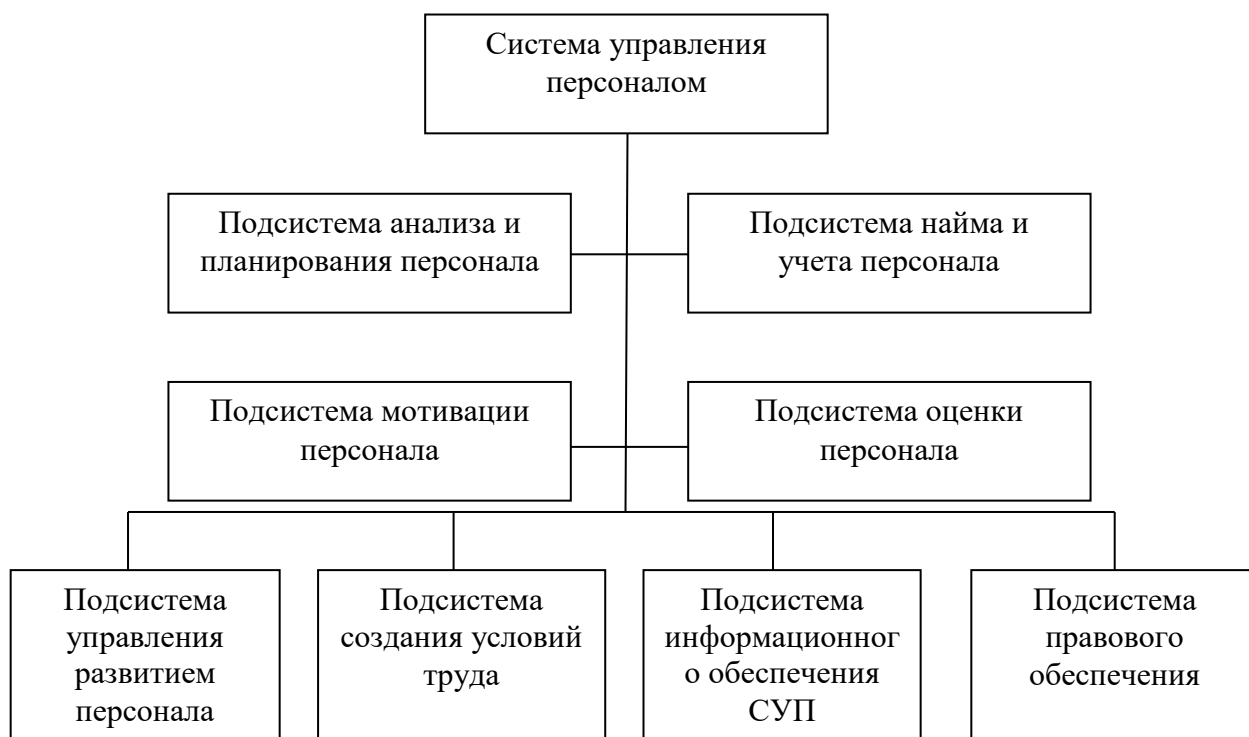 Система управления
персоналом
Подсистема анализа и
планирования персонала
Подсистема найма и
учета персонала
Подсистема мотивации
персонала
Подсистема оценки
персонала
Подсистема
управления
развитием
персонала
Подсистема
создания условий
труда
Подсистема
информационног
о обеспечения
СУП
Подсистема
правового
обеспечения